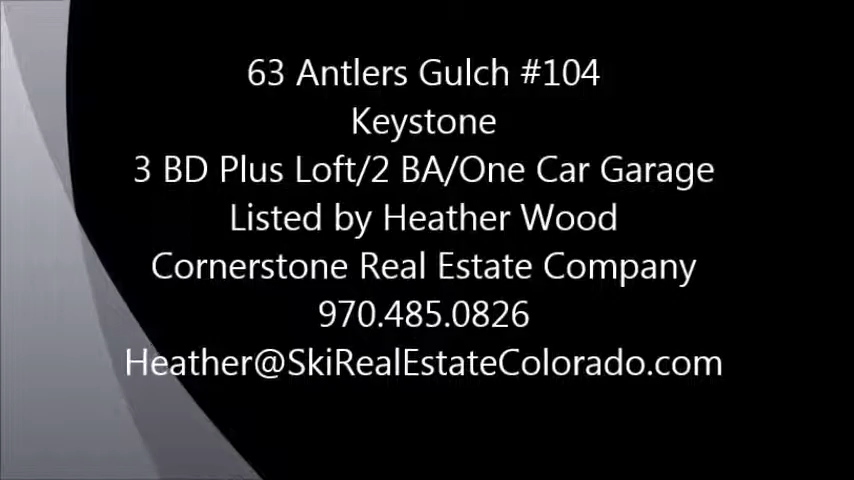 63 Antlers Gulch #104
Keystone
3 BD Plus Loft/2 BA/One Car Garage
Listed by Heather Wood
Cornerstone Real Estate Company
970.485.0826
Heather@SkiRealEstateColorado.com